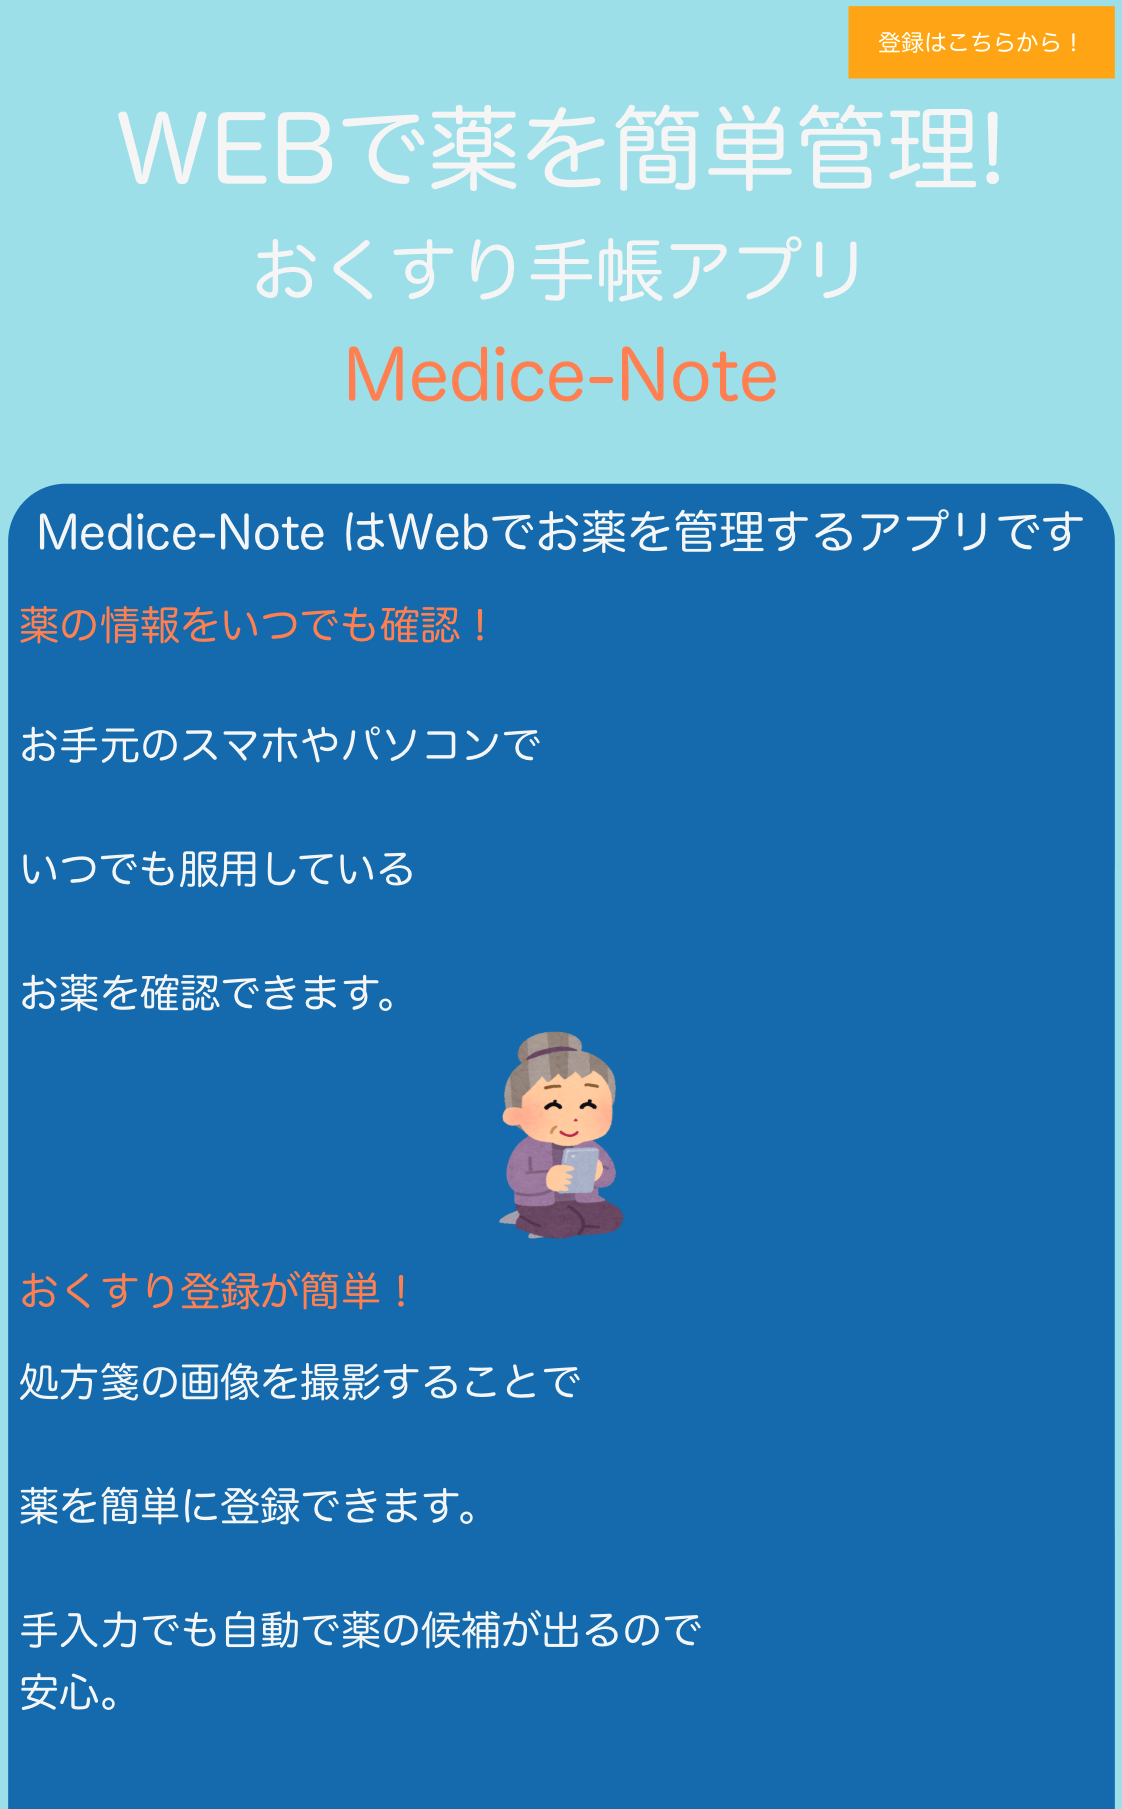 登録はこちらから！
WEBで薬を簡単管理!
おくすり手帳アプリ
Medice-Note
Medice-Note はWebでお薬を管理するアプリです
薬の情報をいつでも確認！
お手元のスマホやパソコンで
いつでも服用している
お薬を確認できます。
おくすり登録が簡単！
処方箋の画像を撮影することで
薬を簡単に登録できます。
手入力でも自動で薬の候補が出るので
安心。